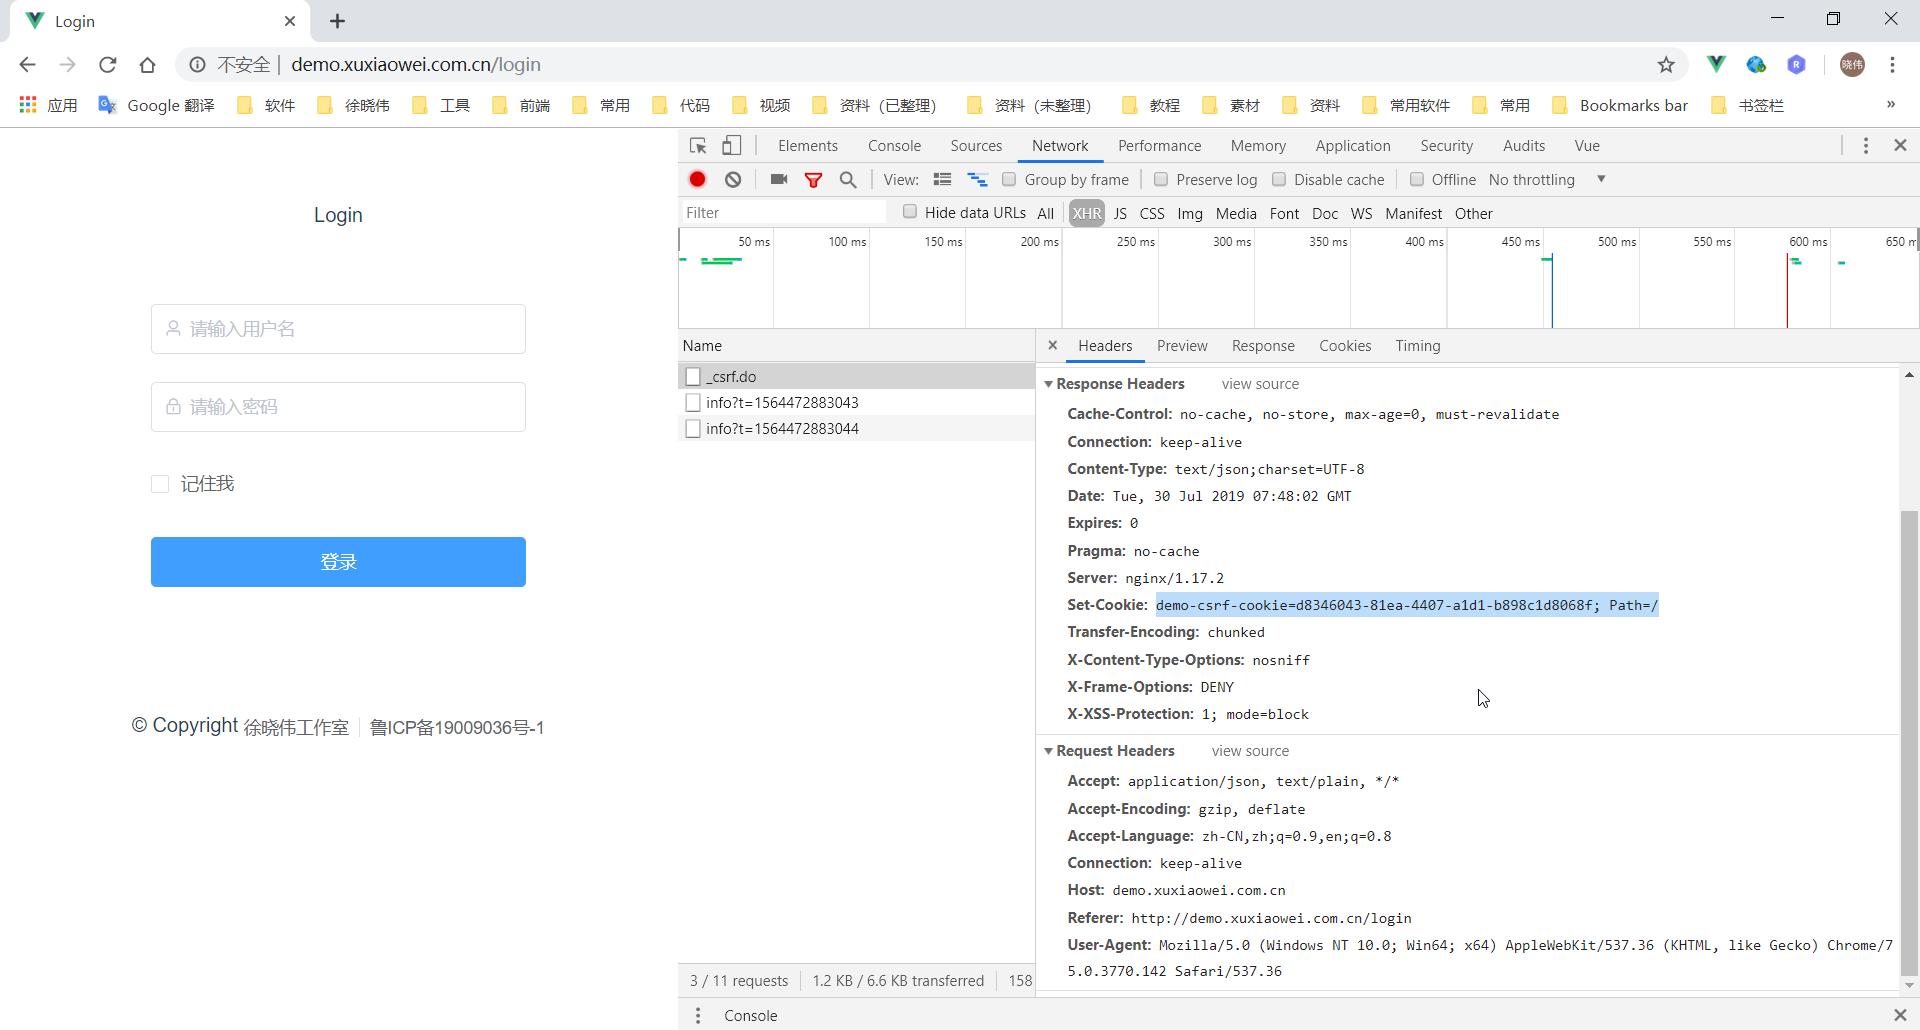 Login
不安全 | demo.xuxiaowei.com.cn/login
晓伟
应用 Google 翻译 软件 徐晓伟 工具 前端 常用 代码 视频 资料（已整理） 资料（未整理） 教程 素材 资料 常用软件 常用 Bookmarks bar 书签栏 »
Login
请输入用户名
请输入密码
记住我
登录
© Copyright 徐晓伟工作室 鲁ICP备19009036号-1
Elements Console Sources Network Performance Memory Application Security Audits Vue
View: Group by frame Preserve log Disable cache Offline No throttling
Filter Hide data URLs All XHR JS CSS Img Media Font Doc WS Manifest Other
50 ms 100 ms 150 ms 200 ms 250 ms 300 ms 350 ms 400 ms 450 ms 500 ms 550 ms 600 ms 650 m
Name
_csrf.do
info?t=1564472883043
info?t=1564472883044
3 / 11 requests 1.2 KB / 6.6 KB transferred 158
Headers Preview Response Cookies Timing
Response Headers view source
Cache-Control: no-cache, no-store, max-age=0, must-revalidate
Connection: keep-alive
Content-Type: text/json;charset=UTF-8
Date: Tue, 30 Jul 2019 07:48:02 GMT
Expires: 0
Pragma: no-cache
Server: nginx/1.17.2
Set-Cookie: demo-csrf-cookie=d8346043-81ea-4407-a1d1-b898c1d8068f; Path=/
Transfer-Encoding: chunked
X-Content-Type-Options: nosniff
X-Frame-Options: DENY
X-XSS-Protection: 1; mode=block
Request Headers view source
Accept: application/json, text/plain, */*
Accept-Encoding: gzip, deflate
Accept-Language: zh-CN,zh;q=0.9,en;q=0.8
Connection: keep-alive
Host: demo.xuxiaowei.com.cn
Referer: http://demo.xuxiaowei.com.cn/login
User-Agent: Mozilla/5.0 (Windows NT 10.0; Win64; x64) AppleWebKit/537.36 (KHTML, like Gecko) Chrome/7
5.0.3770.142 Safari/537.36
Console